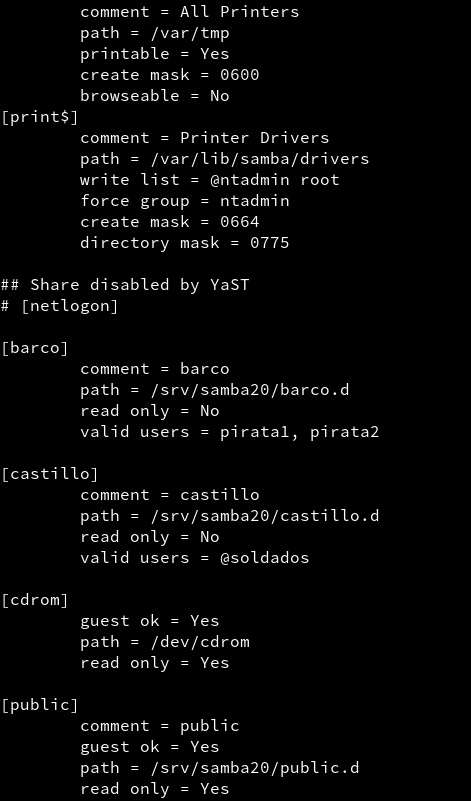 comment = All Printers
path = /var/tmp
printable = Yes
create mask = 0600
browseable = No
[print$]
comment = Printer Drivers
path = /var/lib/samba/drivers
write list = @ntadmin root
force group = ntadmin
create mask = 0664
directory mask = 0775
## Share disabled by YaST
# [netlogon]
[barco]
comment = barco
path = /srv/samba20/barco.d
read only = No
valid users = pirata1, pirata2
[castillo]
comment = castillo
path = /srv/samba20/castillo.d
read only = No
valid users = @soldados
[cdrom]
guest ok = Yes
path = /dev/cdrom
read only = Yes
[public]
comment = public
guest ok = Yes
path = /srv/samba20/public.d
read only = Yes